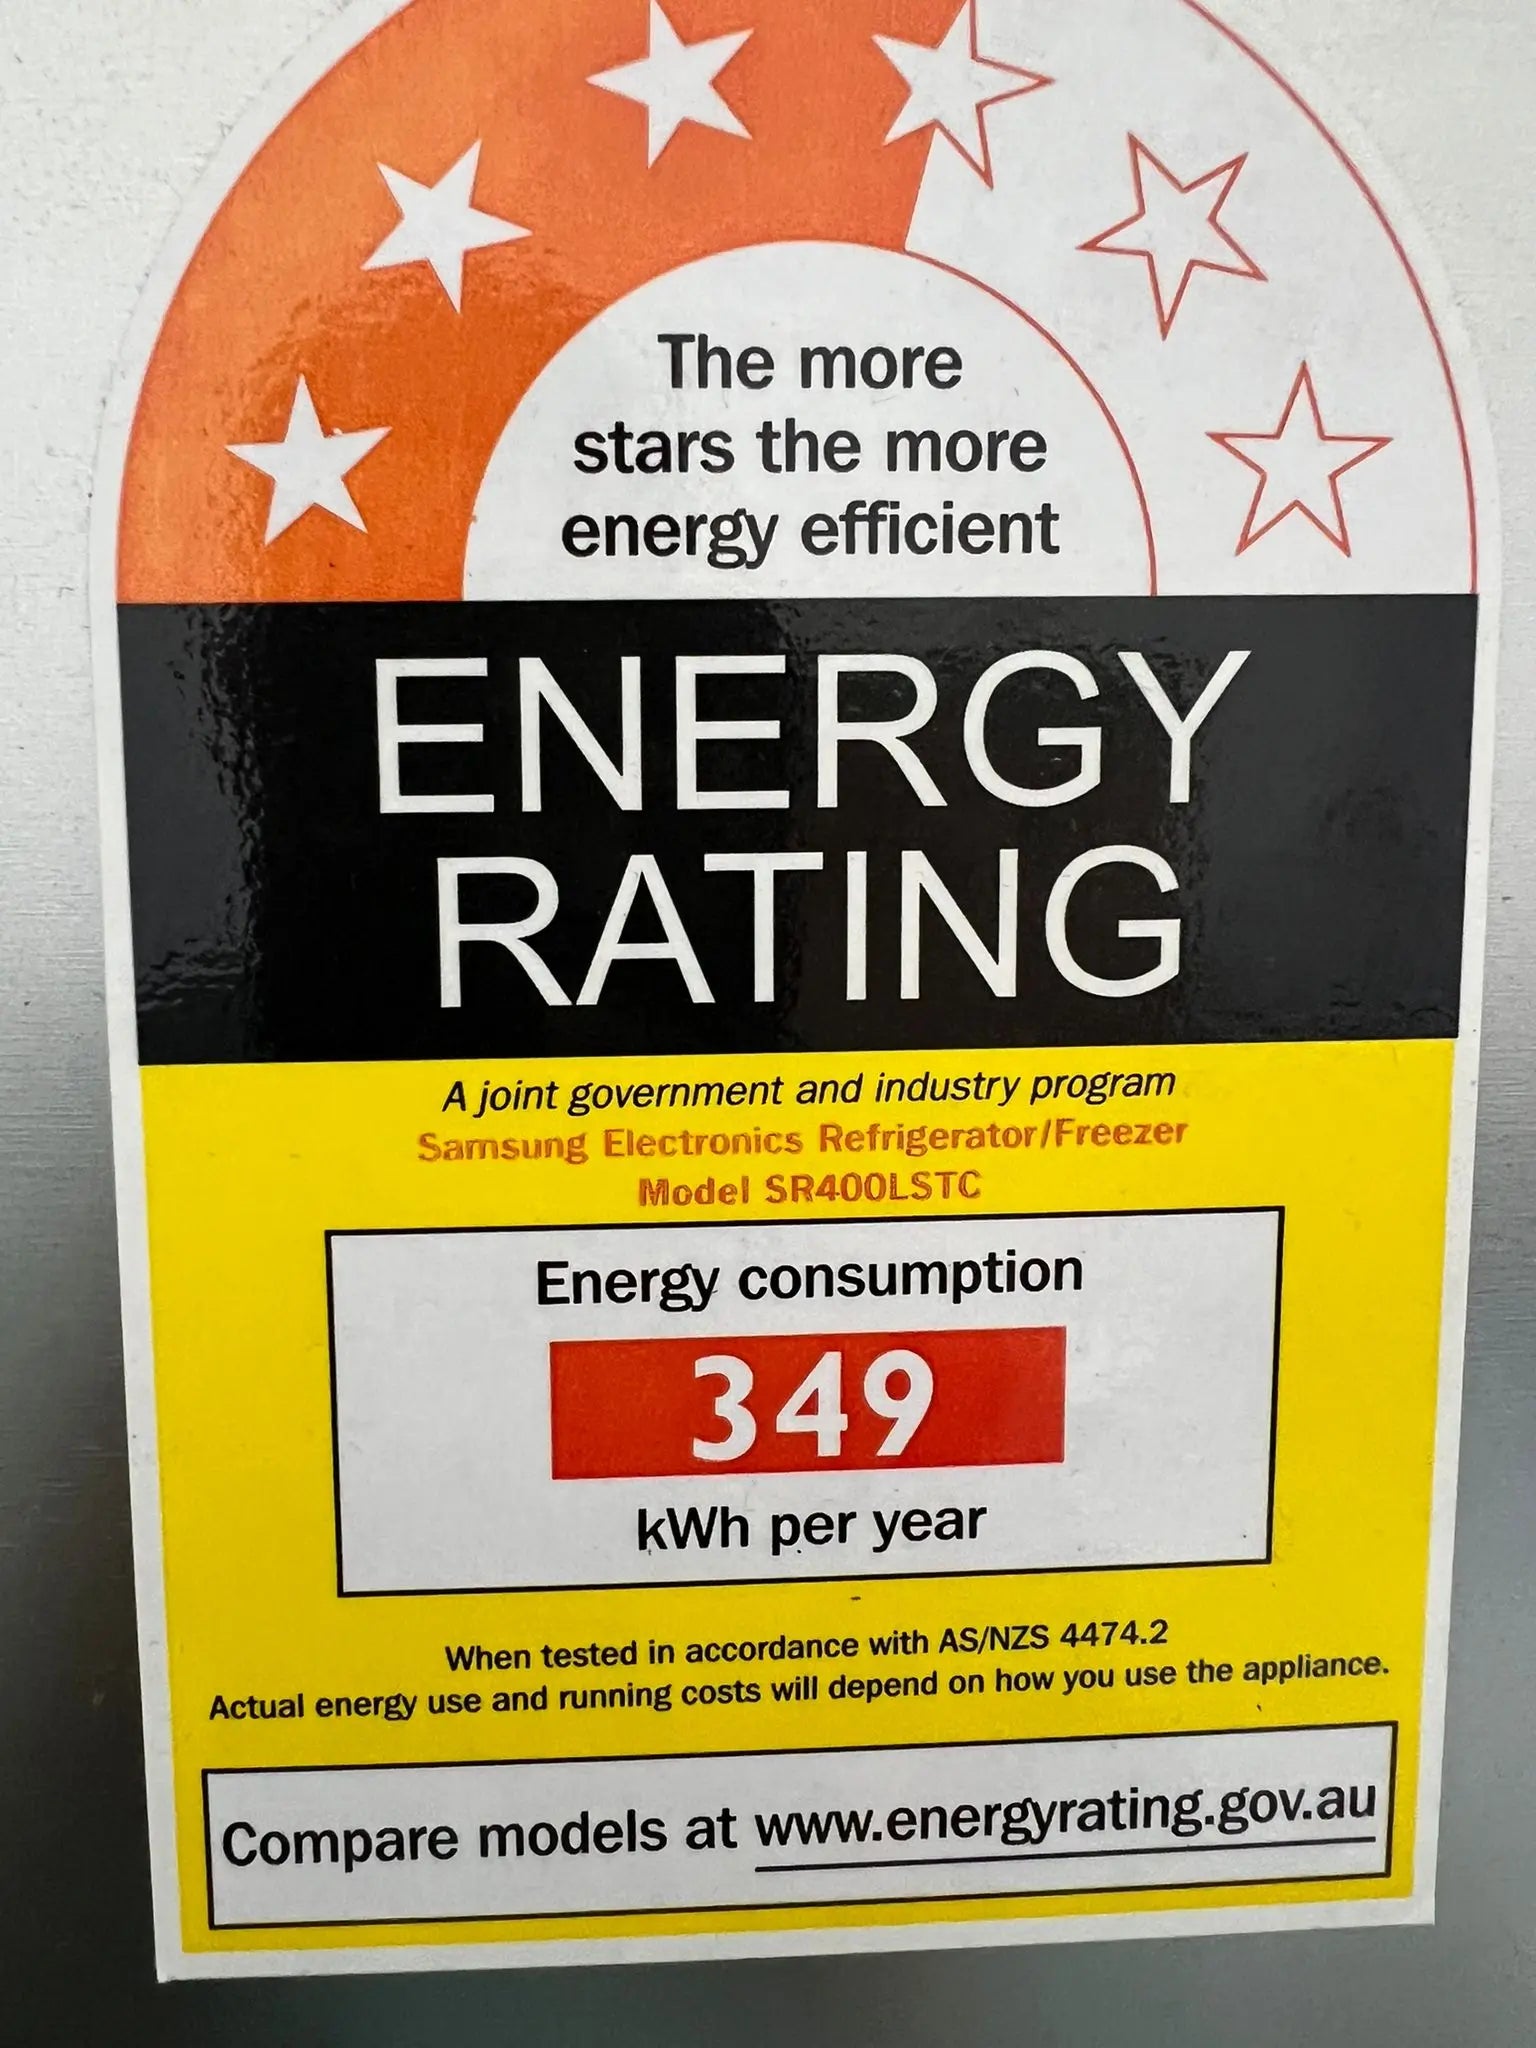 The more
stars the more
energy efficient
ENERGY
RATING
A joint government and industry program
Samsung Electronics Refrigerator/Freezer
Model SR400LSTC
Energy consumption
349
kWh per year
When tested in accordance with AS/NZS 4474.2
Actual energy use and running costs will depend on how you use the appliance.
Compare models at www.energyrating.gov.au